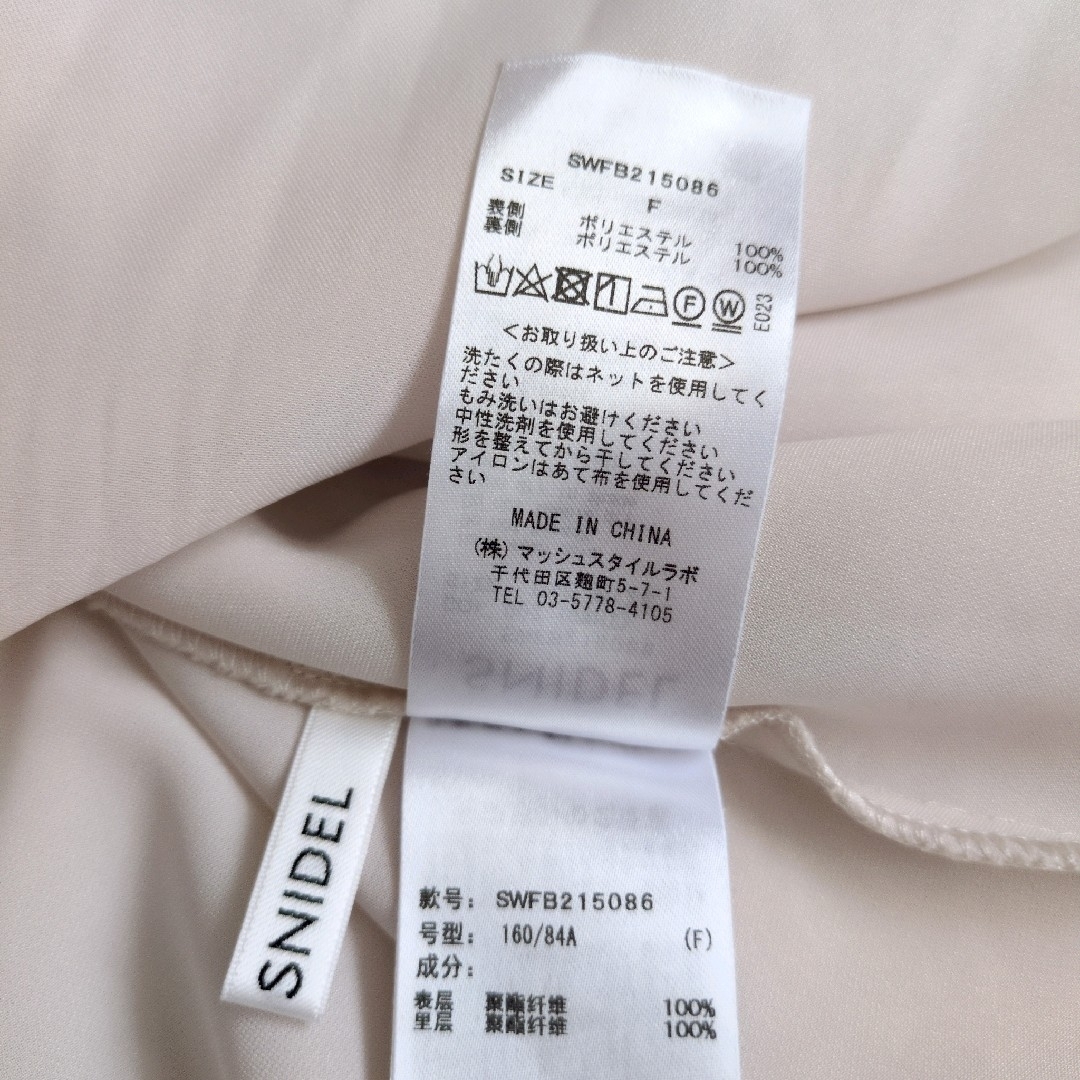 SWFB215086
SIZE F
表側 ポリエステル 100%
裏側 ポリエステル 100%
F W E023
<お取り扱い上のご注意>
洗たくの際はネットを使用してく
ださい
もみ洗いはお避けください
中性洗剤を使用してください
形を整えてから干してください
アイロンはあて布を使用してくだ
さい
MADE IN CHINA
(株)マッシュスタイルラボ
千代田区麹町5-7-1
TEL 03-5778-4105
SNIDEL
SNIDEL
款号: SWFB215086
号型: 160/84A (F)
成分:
表层 聚酯纤维 100%
里层 聚酯纤维 100%